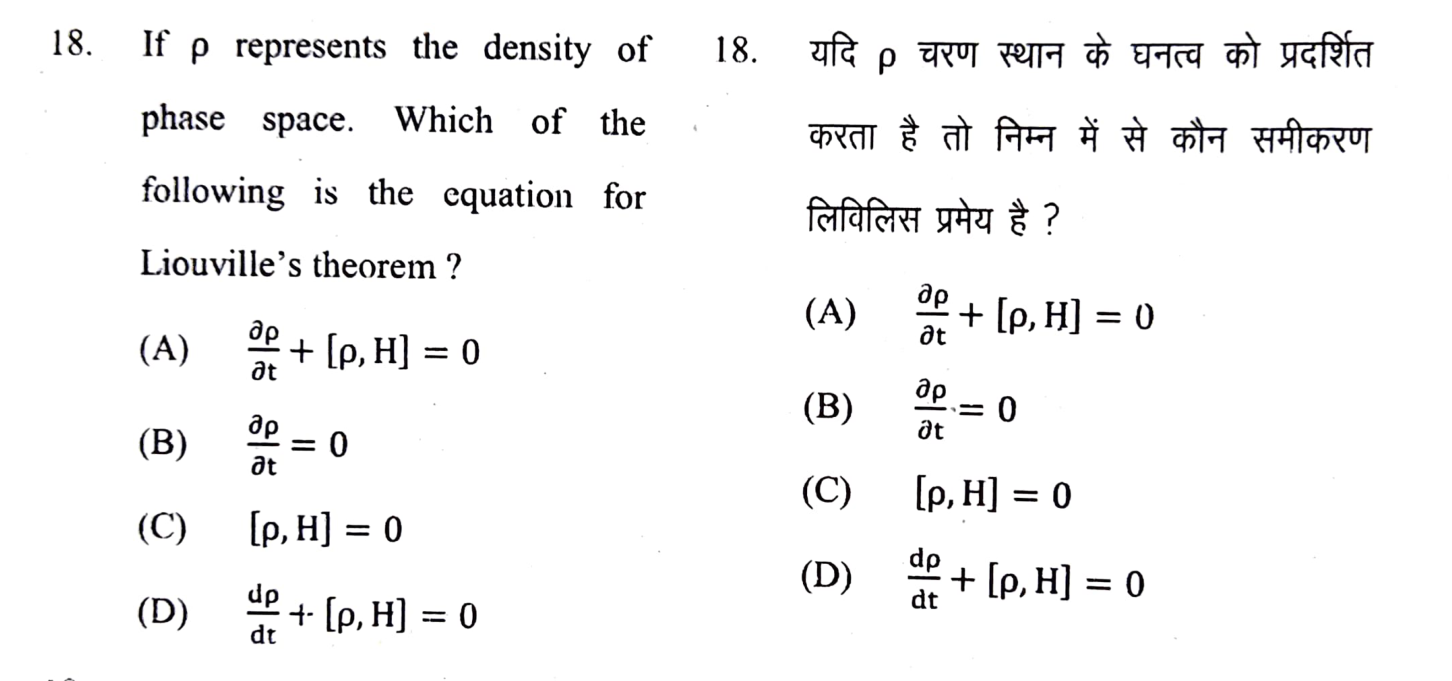 18. If ρ represents the density of
phase space. Which of the
following is the equation for
Liouville's theorem ?
(A) ∂ρ/∂t + [ρ, H] = 0
(B) ∂ρ/∂t = 0
(C) [ρ, H] = 0
(D) dρ/dt + [ρ, H] = 0
18. यदि ρ चरण स्थान के घनत्व को प्रदर्शित
करता है तो निम्न में से कौन समीकरण
लिविलिस प्रमेय है ?
(A) ∂ρ/∂t + [ρ, H] = 0
(B) ∂ρ/∂t = 0
(C) [ρ, H] = 0
(D) dρ/dt + [ρ, H] = 0